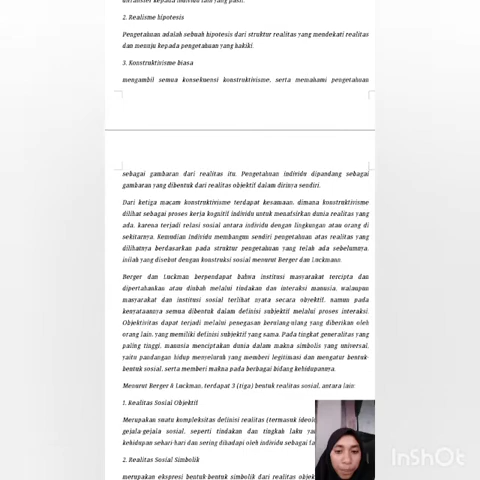 2. Realisme hipotesis
Pengetahuan adalah sebuah hipotesis dari struktur realitas yang mendekati realitas
dan menuju kepada pengetahuan yang hakiki.
3. Konstruktivisme biasa
mengambil semua konsekuensi konstruktivisme, serta memahami pengetahuan
sebagai gambaran dari realitas itu. Pengetahuan individu dipandang sebagai
gambaran yang dibentuk dari realitas objektif dalam dirinya sendiri.
Dari ketiga macam konstruktivisme terdapat kesamaan, dimana konstruktivisme
dilihat sebagai proses kerja kognitif individu untuk menafsirkan dunia realitas yang
ada, karena terjadi relasi sosial antara individu dengan lingkungan atau orang di
sekitarnya. Kemudian individu membangun sendiri pengetahuan atas realitas yang
dilihatnya berdasarkan pada struktur pengetahuan yang telah ada sebelumnya,
inilah yang disebut dengan konstruksi sosial menurut Berger dan Luckmann.
Berger dan Luckman berpendapat bahwa institusi masyarakat tercipta dan
dipertahankan atau diubah melalui tindakan dan interaksi manusia, walaupun
masyarakat dan institusi sosial terlihat nyata secara obyektif, namun pada
kenyataannya semua dibentuk dalam definisi subjektif melalui proses interaksi.
Objektivitas dapat terjadi melalui penegasan berulang-ulang yang diberikan oleh
orang lain, yang memiliki definisi subjektif yang sama. Pada tingkat generalitas yang
paling tinggi, manusia menciptakan dunia dalam makna simbolis yang universal,
yaitu pandangan hidup menyeluruh yang memberi legitimasi dan mengatur bentuk-
bentuk sosial, serta memberi makna pada berbagai bidang kehidupannya.
Menurut Berger & Luckman, terdapat 3 (tiga) bentuk realitas sosial, antara lain:
1. Realitas Sosial Objektif
Merupakan suatu kompleksitas definisi realitas (termasuk
gejala-gejala sosial, seperti tindakan dan tingkah laku
kehidupan sehari-hari dan sering dihadapi oleh individu sebagai
2. Realitas Sosial Simbolik
merupakan ekspresi bentuk-bentuk simbolik dari realitas
InShOt